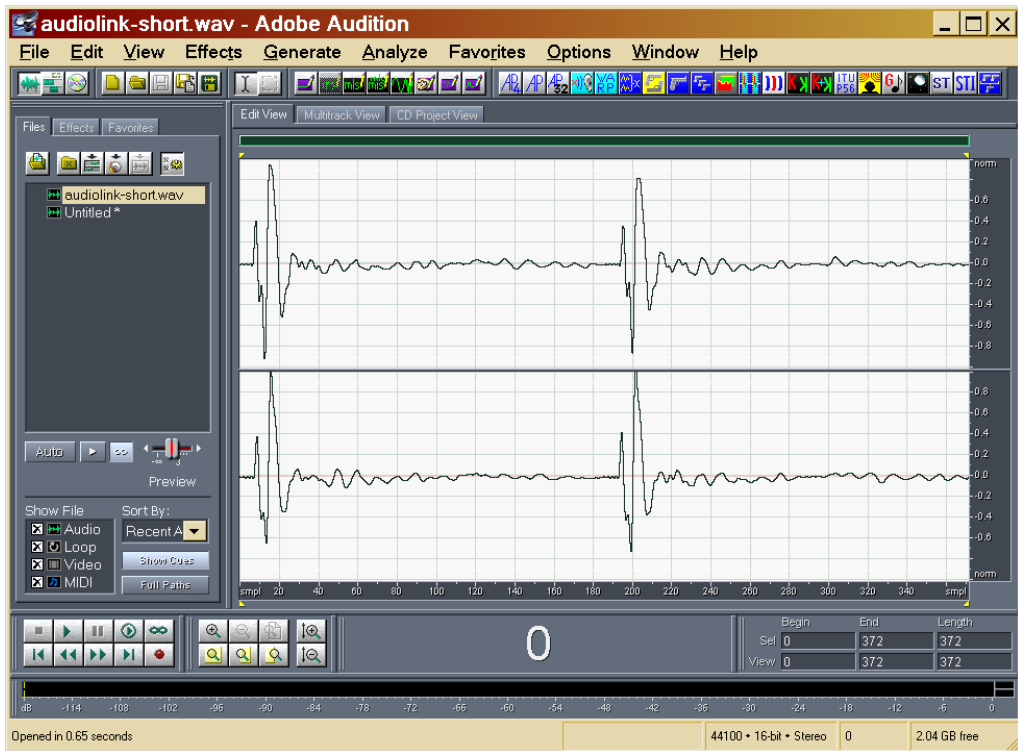 audiolink-short.wav - Adobe Audition
File Edit View Effects Generate Analyze Favorites Options Window Help
Edit View Multitrack View CD Project View
Files Effects Favorites
audiolink-short.wav
Untitled *
norm
0.6
0.4
0.2
0.0
-0.2
-0.4
-0.6
-0.8
0.8
0.6
0.4
0.2
0.0
-0.2
-0.4
-0.6
norm
smpl 20 40 60 80 100 120 140 160 180 200 220 240 260 280 300 320 340 smpl
Auto
Preview
Show File Sort By:
Audio Recent A
Loop
Video Show Cues
MIDI Full Paths
0
Begin End Length
Sel 0 372 372
View 0 372 372
dB -114 -108 -102 -96 -90 -84 -78 -72 -66 -60 -54 -48 -42 -36 -30 -24 -18 -12 -6 0
Opened in 0.65 seconds 44100 • 16-bit • Stereo 0 2.04 GB free